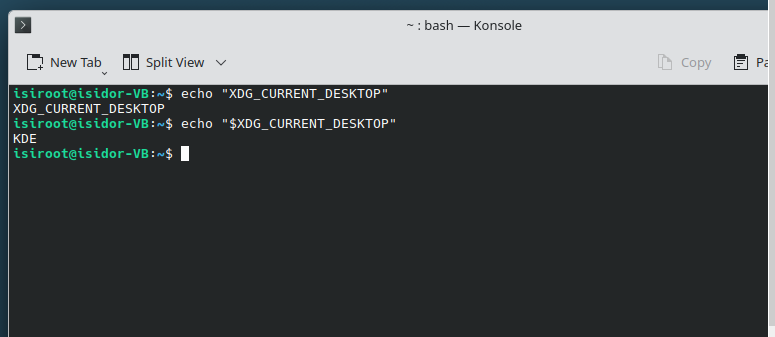 ~ : bash — Konsole
New Tab Split View Copy
isiroot@isidor-VB:~$ echo "XDG_CURRENT_DESKTOP"
XDG_CURRENT_DESKTOP
isiroot@isidor-VB:~$ echo "$XDG_CURRENT_DESKTOP"
KDE
isiroot@isidor-VB:~$